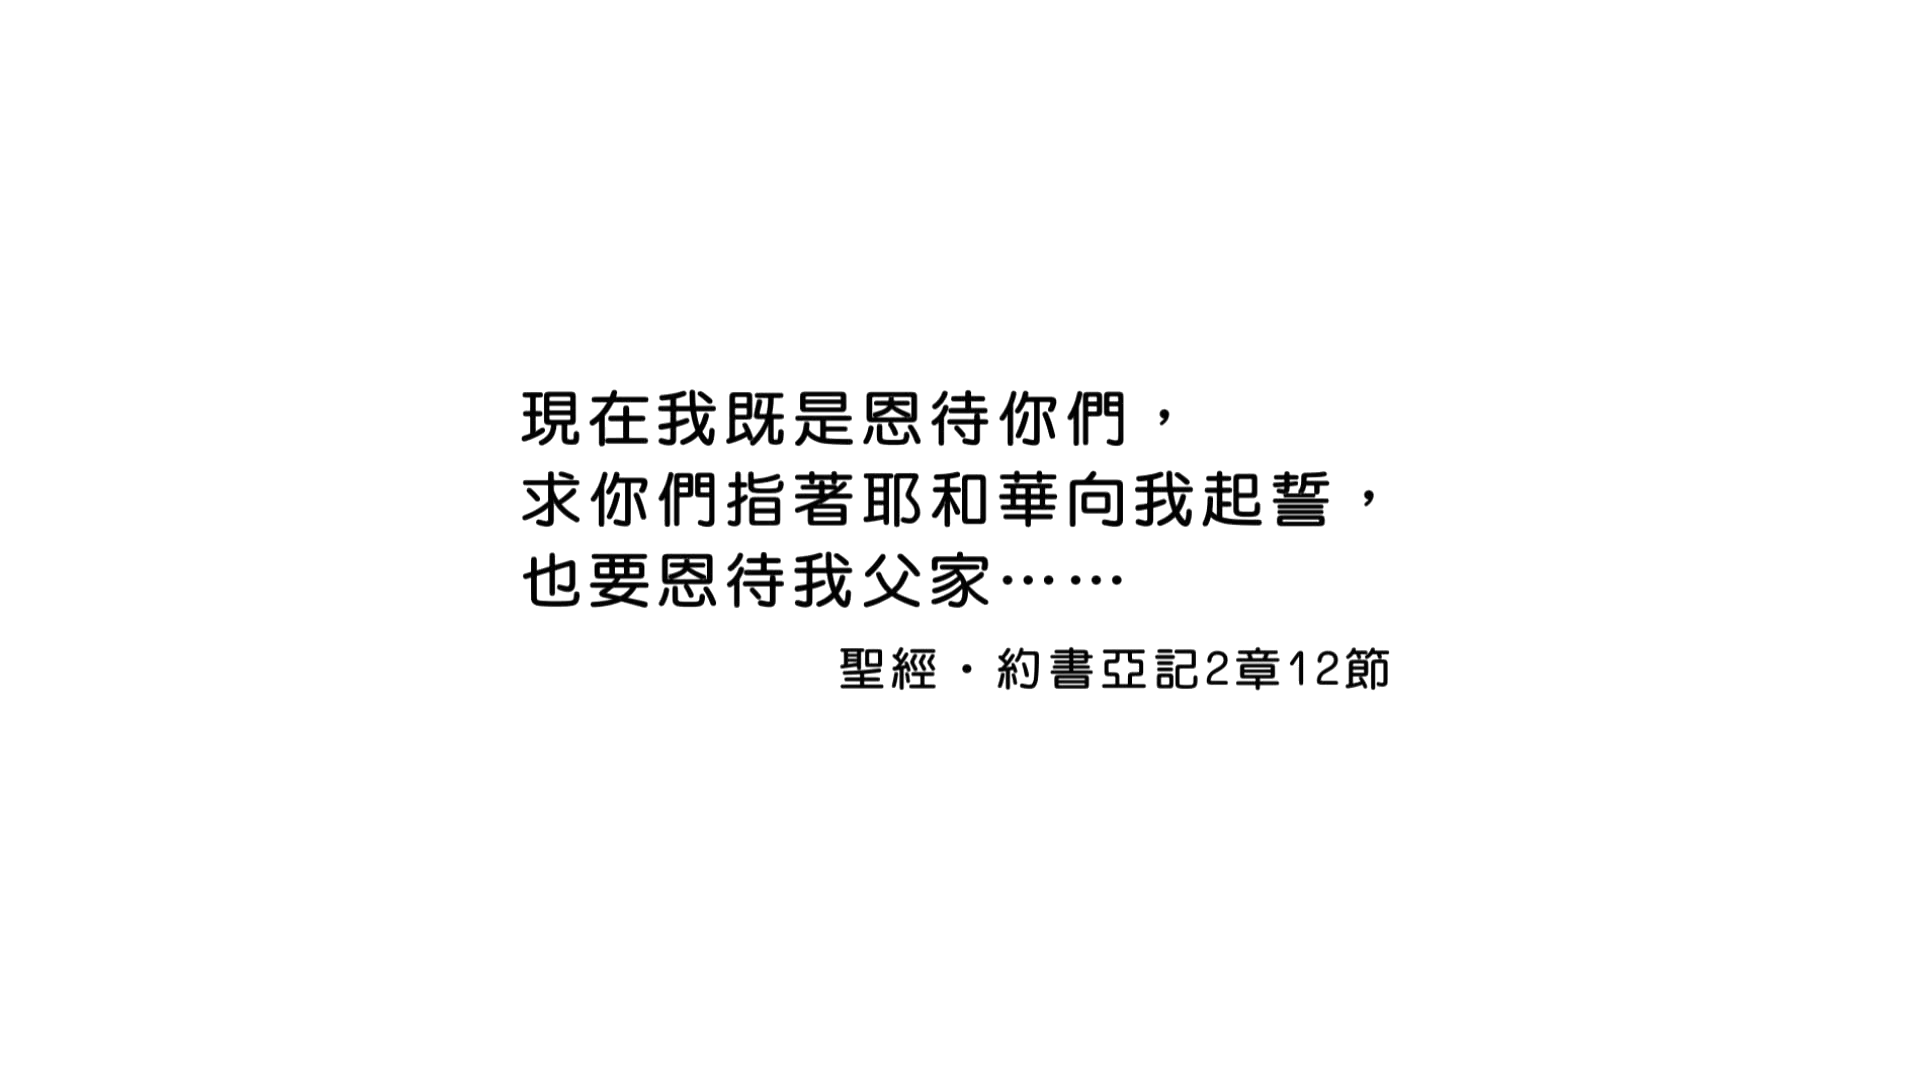 現在我既是恩待你們，
求你們指著耶和華向我起誓，
也要恩待我父家⋯⋯
聖經・約書亞記2章12節